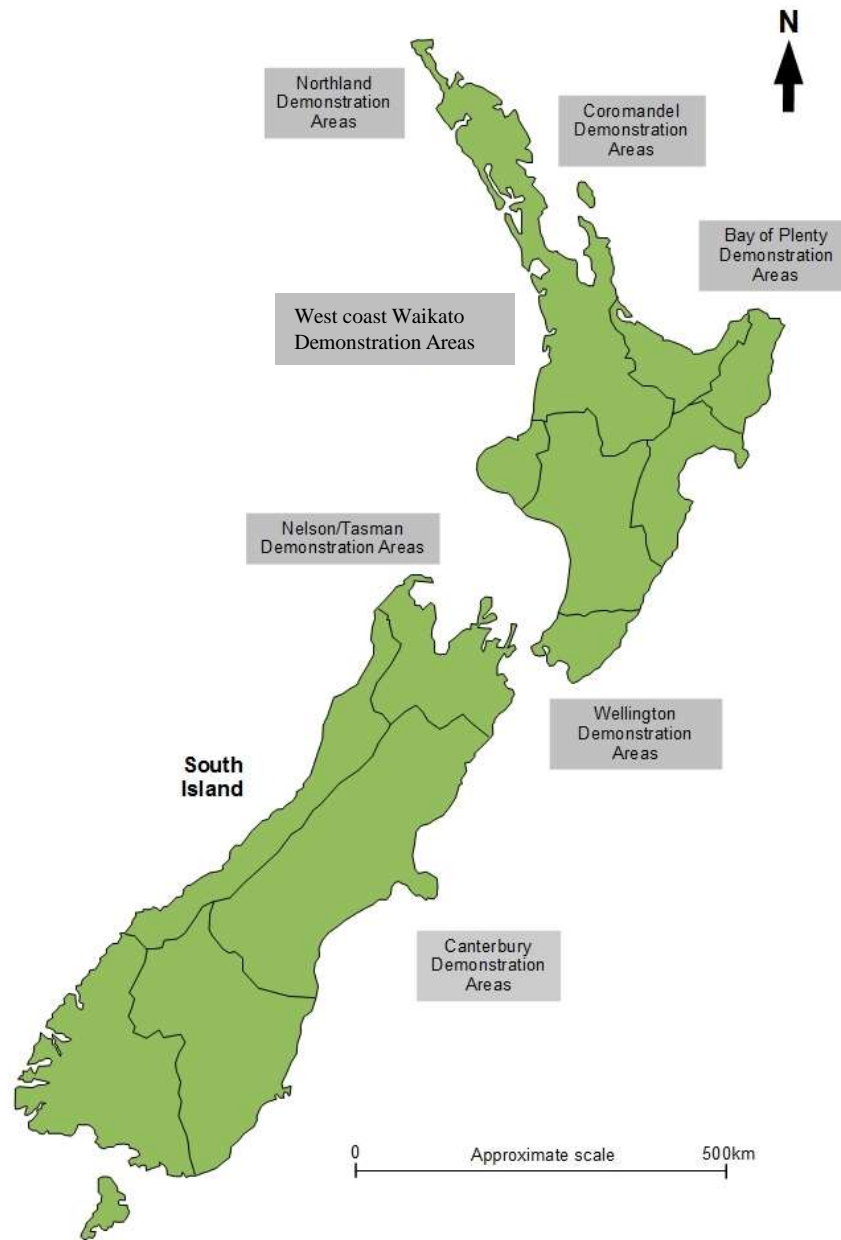 N
Northland
Demonstration
Areas
Coromandel
Demonstration
Areas
Bay of Plenty
Demonstration
Areas
West coast Waikato
Demonstration Areas
Nelson/Tasman
Demonstration Areas
Wellington
Demonstration
Areas
South
Island
Canterbury
Demonstration
Areas
0 Approximate scale 500km